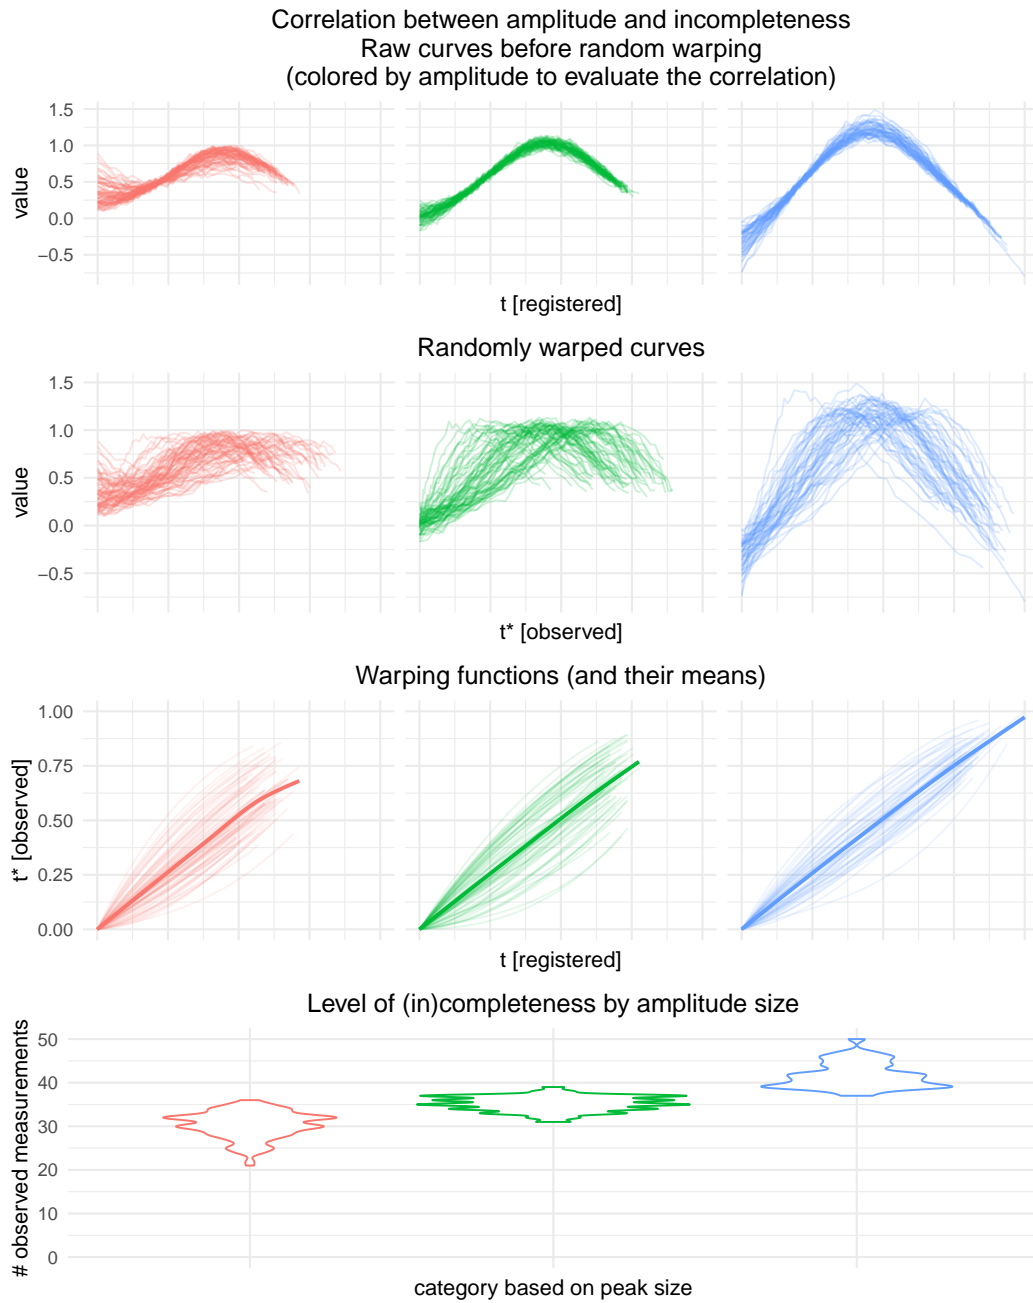 Correlation between amplitude and incompleteness
Raw curves before random warping
(colored by amplitude to evaluate the correlation)
1.5
1.0
0.5
0.0
−0.5
value
t [registered]
Randomly warped curves
1.5
1.0
0.5
0.0
−0.5
value
t* [observed]
Warping functions (and their means)
1.00
0.75
0.50
0.25
0.00
t* [observed]
t [registered]
Level of (in)completeness by amplitude size
50
40
30
20
10
0
# observed measurements
category based on peak size